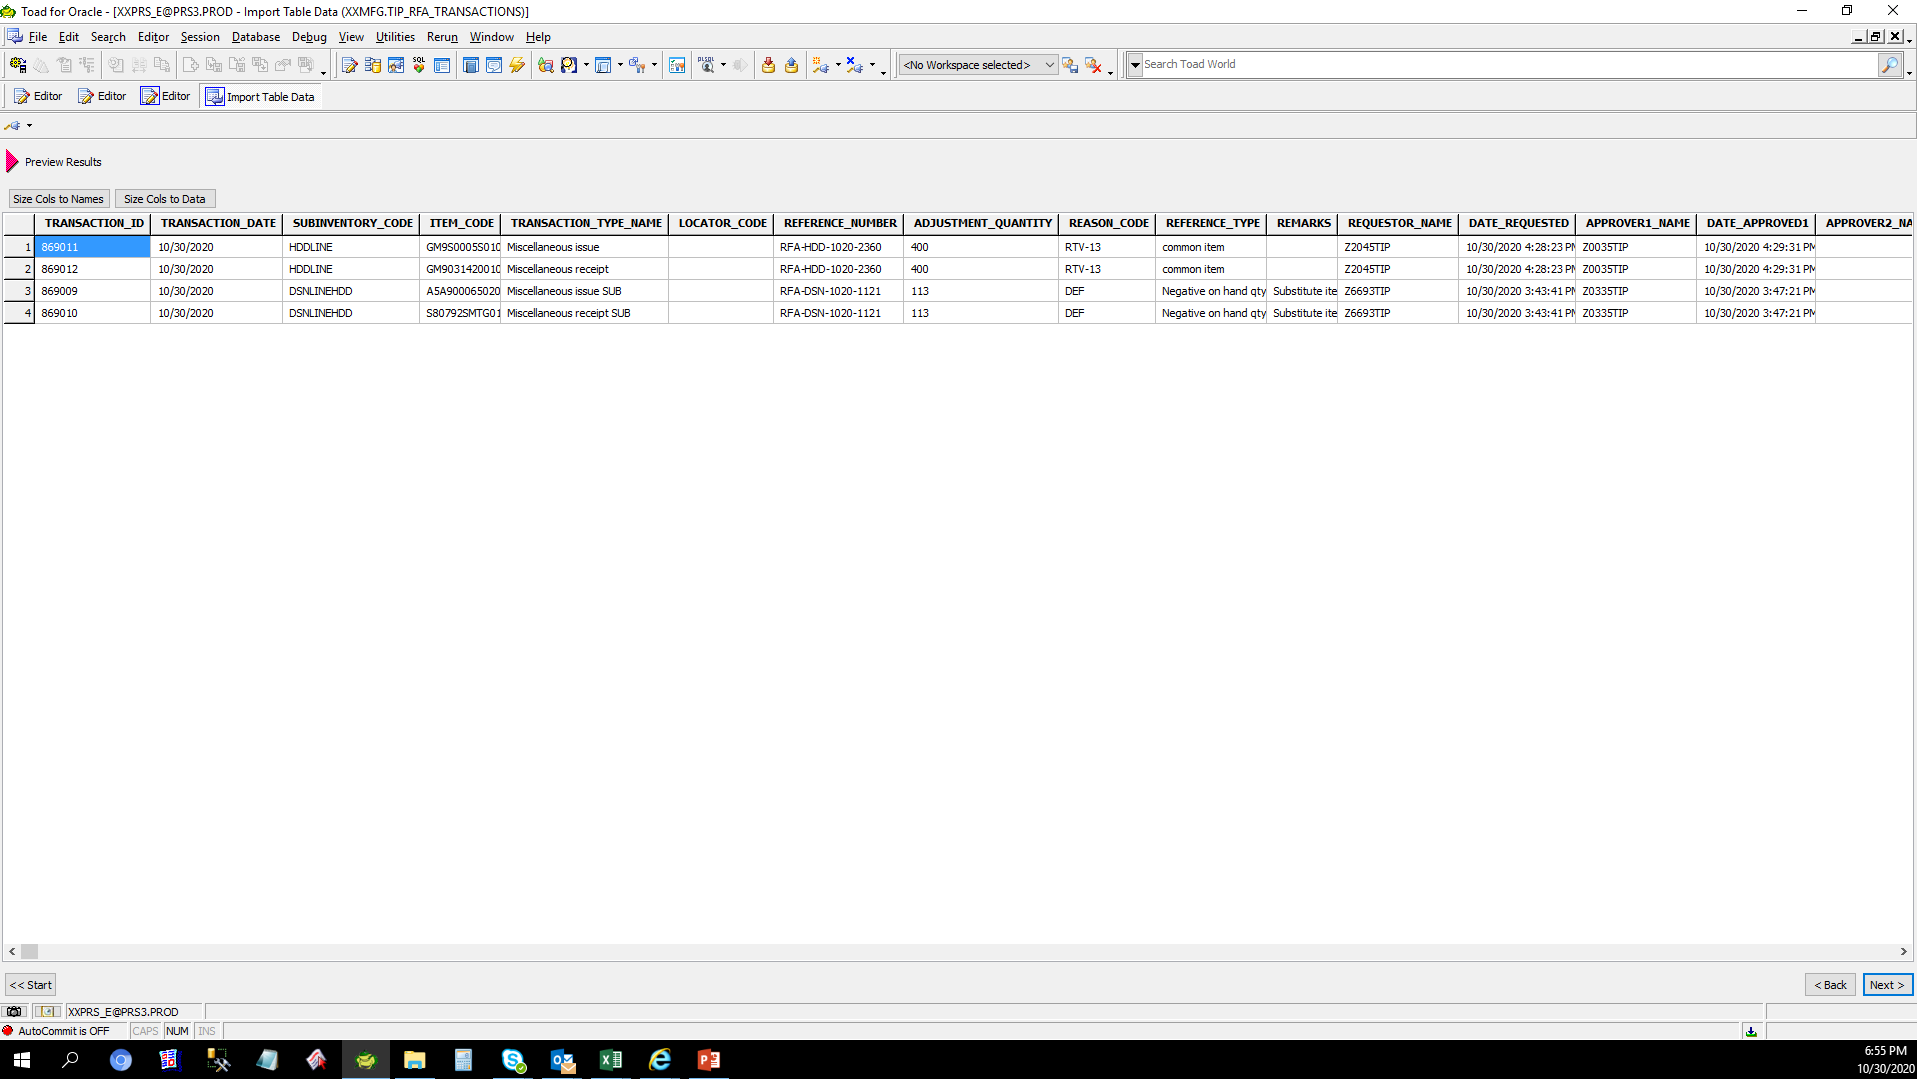 Toad for Oracle - [XXPRS_E@PRS3.PROD - Import Table Data (XXMFG.TIP_RFA_TRANSACTIONS)]
File Edit Search Editor Session Database Debug View Utilities Rerun Window Help
<No Workspace selected> Search Toad World
Editor Editor Editor Import Table Data
Preview Results
Size Cols to Names Size Cols to Data
TRANSACTION_ID TRANSACTION_DATE SUBINVENTORY_CODE ITEM_CODE TRANSACTION_TYPE_NAME LOCATOR_CODE REFERENCE_NUMBER ADJUSTMENT_QUANTITY REASON_CODE REFERENCE_TYPE REMARKS REQUESTOR_NAME DATE_REQUESTED APPROVER1_NAME DATE_APPROVED1 APPROVER2_NA
1 869011 10/30/2020 HDDLINE GM9S0005S010 Miscellaneous issue RFA-HDD-1020-2360 400 RTV-13 common item Z2045TIP 10/30/2020 4:28:23 PM Z0035TIP 10/30/2020 4:29:31 PM
2 869012 10/30/2020 HDDLINE GM9031420010 Miscellaneous receipt RFA-HDD-1020-2360 400 RTV-13 common item Z2045TIP 10/30/2020 4:28:23 PM Z0035TIP 10/30/2020 4:29:31 PM
3 869009 10/30/2020 DSNLINEHDD A5A900065020 Miscellaneous issue SUB RFA-DSN-1020-1121 113 DEF Negative on hand qty Substitute ite Z6693TIP 10/30/2020 3:43:41 PM Z0335TIP 10/30/2020 3:47:21 PM
4 869010 10/30/2020 DSNLINEHDD S80792SMTG01 Miscellaneous receipt SUB RFA-DSN-1020-1121 113 DEF Negative on hand qty Substitute ite Z6693TIP 10/30/2020 3:43:41 PM Z0335TIP 10/30/2020 3:47:21 PM
<< Start < Back Next >
XXPRS_E@PRS3.PROD
AutoCommit is OFF CAPS NUM INS
6:55 PM
10/30/2020